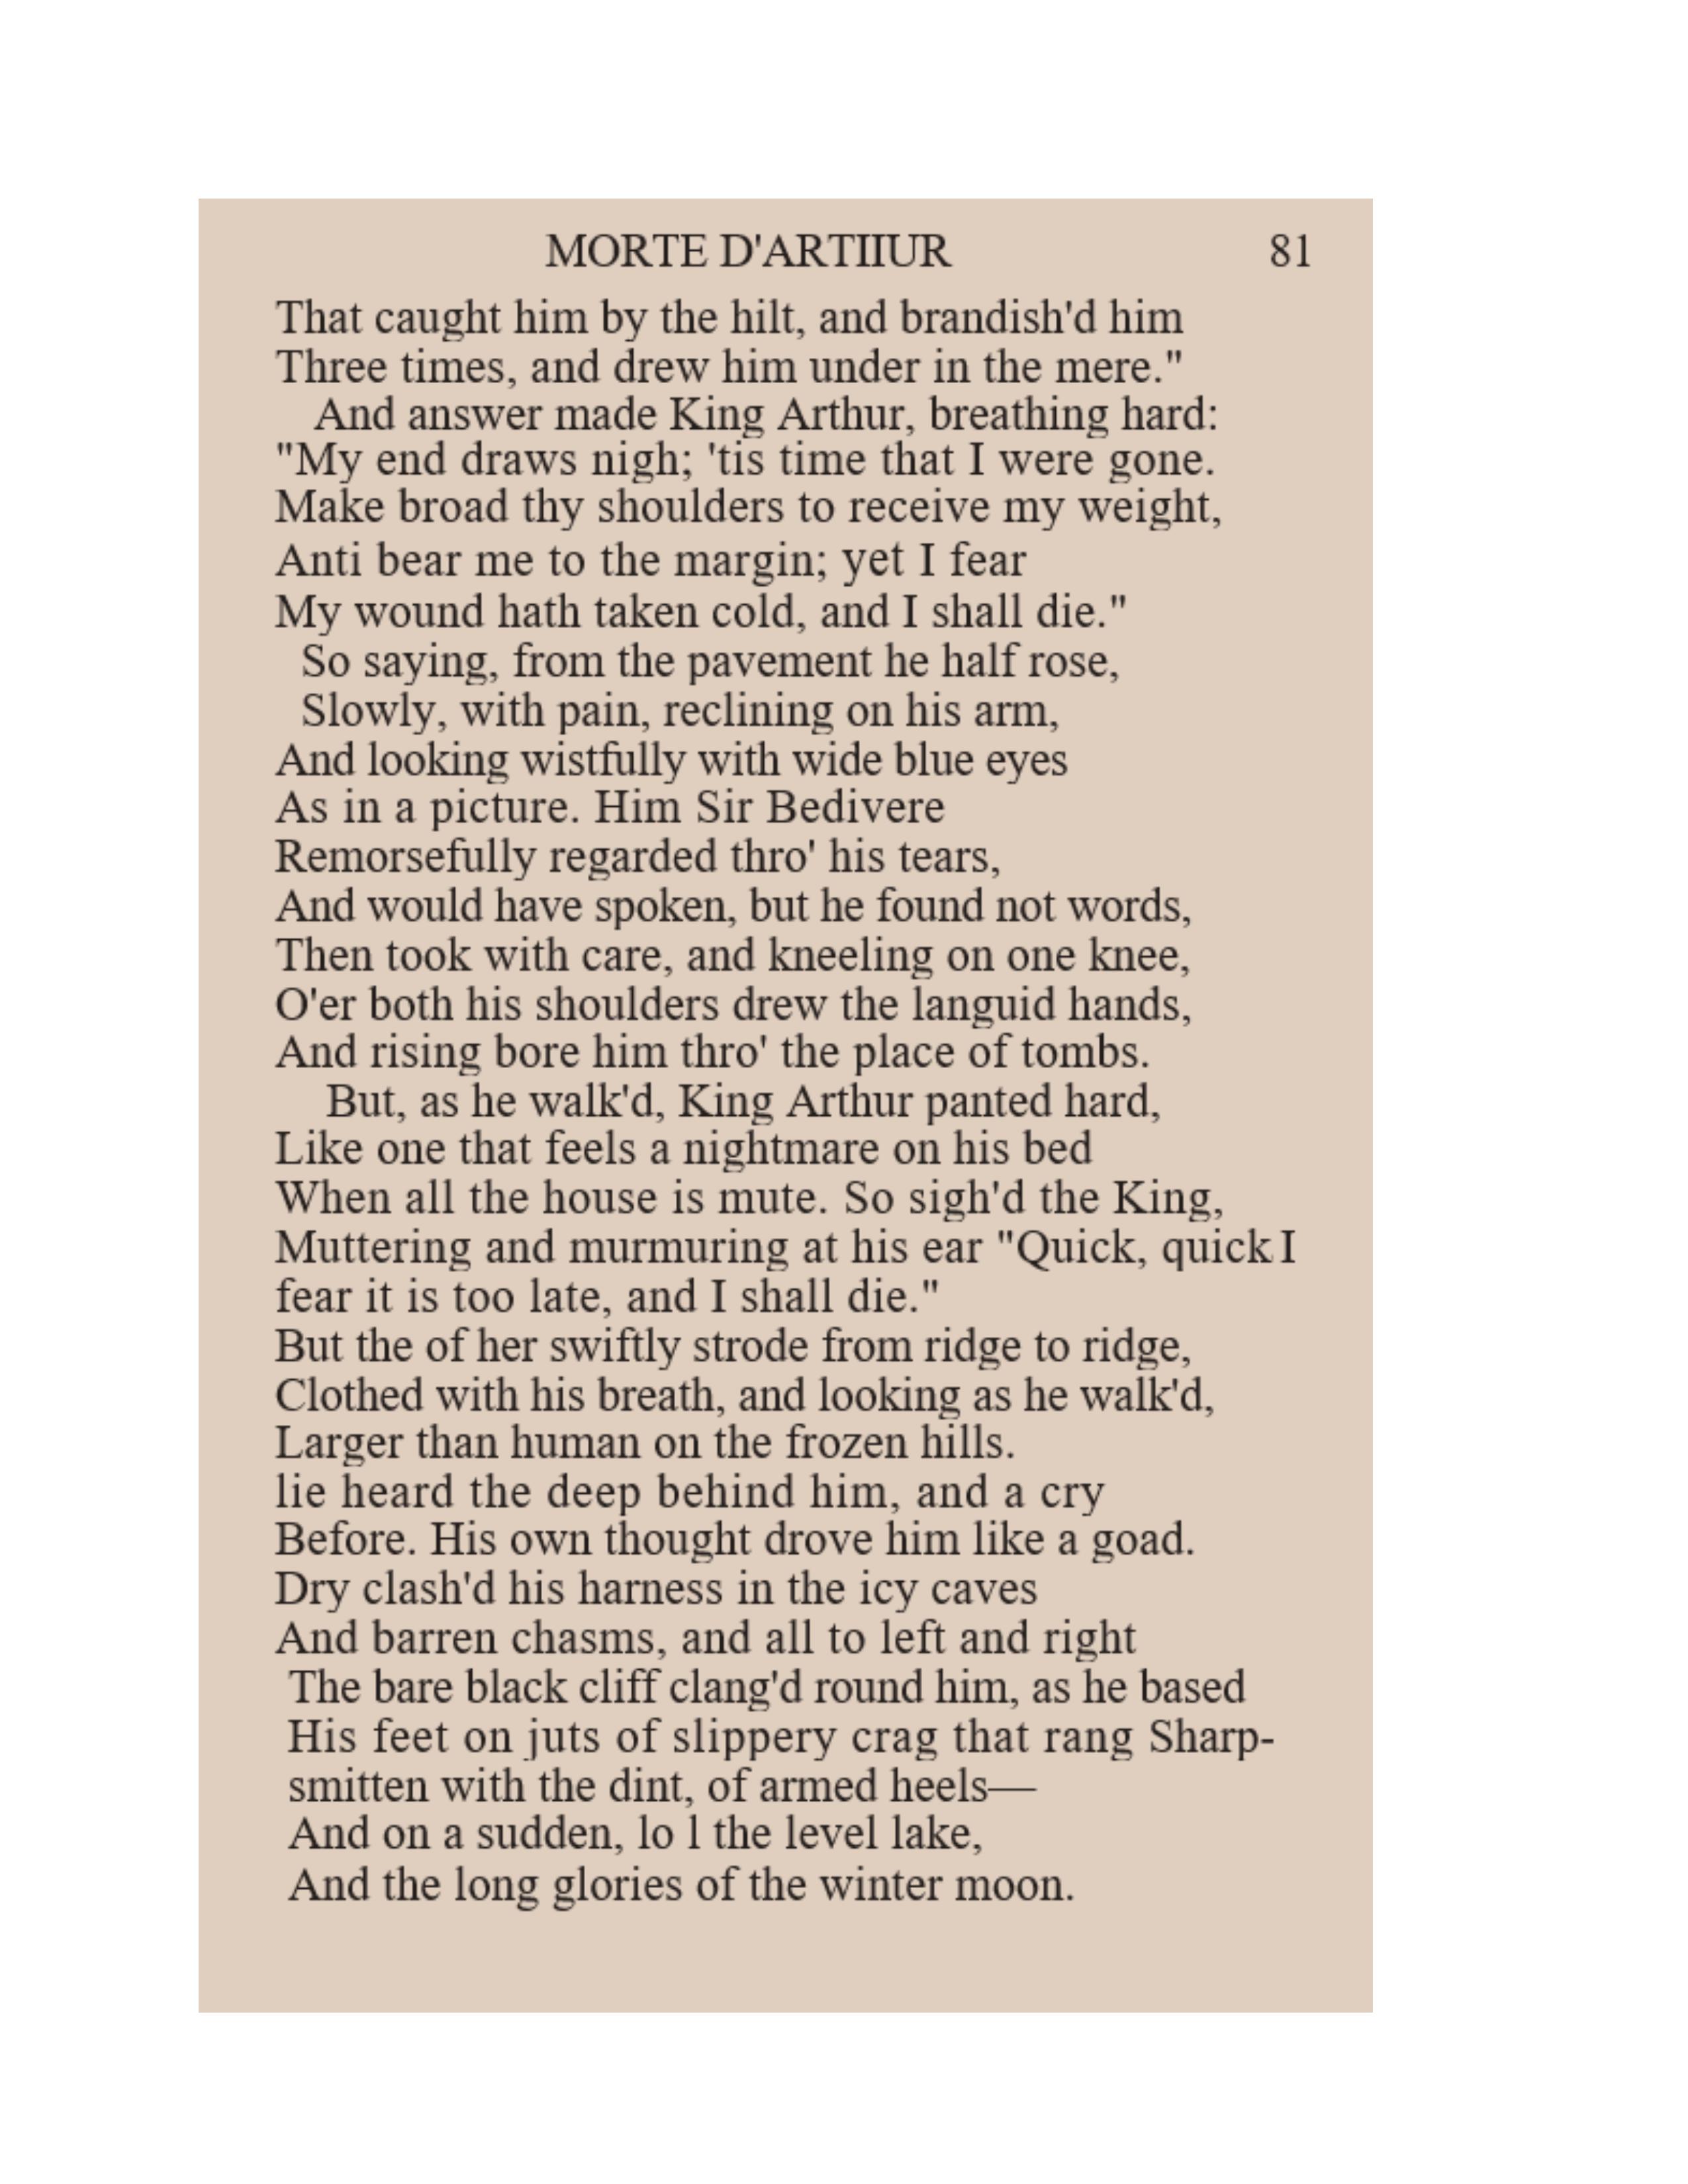 MORTE D'ARTIIUR 81
That caught him by the hilt, and brandish'd him
Three times, and drew him under in the mere."
And answer made King Arthur, breathing hard:
"My end draws nigh; 'tis time that I were gone.
Make broad thy shoulders to receive my weight,
Anti bear me to the margin; yet I fear
My wound hath taken cold, and I shall die."
So saying, from the pavement he half rose,
Slowly, with pain, reclining on his arm,
And looking wistfully with wide blue eyes
As in a picture. Him Sir Bedivere
Remorsefully regarded thro' his tears,
And would have spoken, but he found not words,
Then took with care, and kneeling on one knee,
O'er both his shoulders drew the languid hands,
And rising bore him thro' the place of tombs.
But, as he walk'd, King Arthur panted hard,
Like one that feels a nightmare on his bed
When all the house is mute. So sigh'd the King,
Muttering and murmuring at his ear "Quick, quick I
fear it is too late, and I shall die."
But the of her swiftly strode from ridge to ridge,
Clothed with his breath, and looking as he walk'd,
Larger than human on the frozen hills.
lie heard the deep behind him, and a cry
Before. His own thought drove him like a goad.
Dry clash'd his harness in the icy caves
And barren chasms, and all to left and right
The bare black cliff clang'd round him, as he based
His feet on juts of slippery crag that rang Sharp-
smitten with the dint, of armed heels—
And on a sudden, lo l the level lake,
And the long glories of the winter moon.